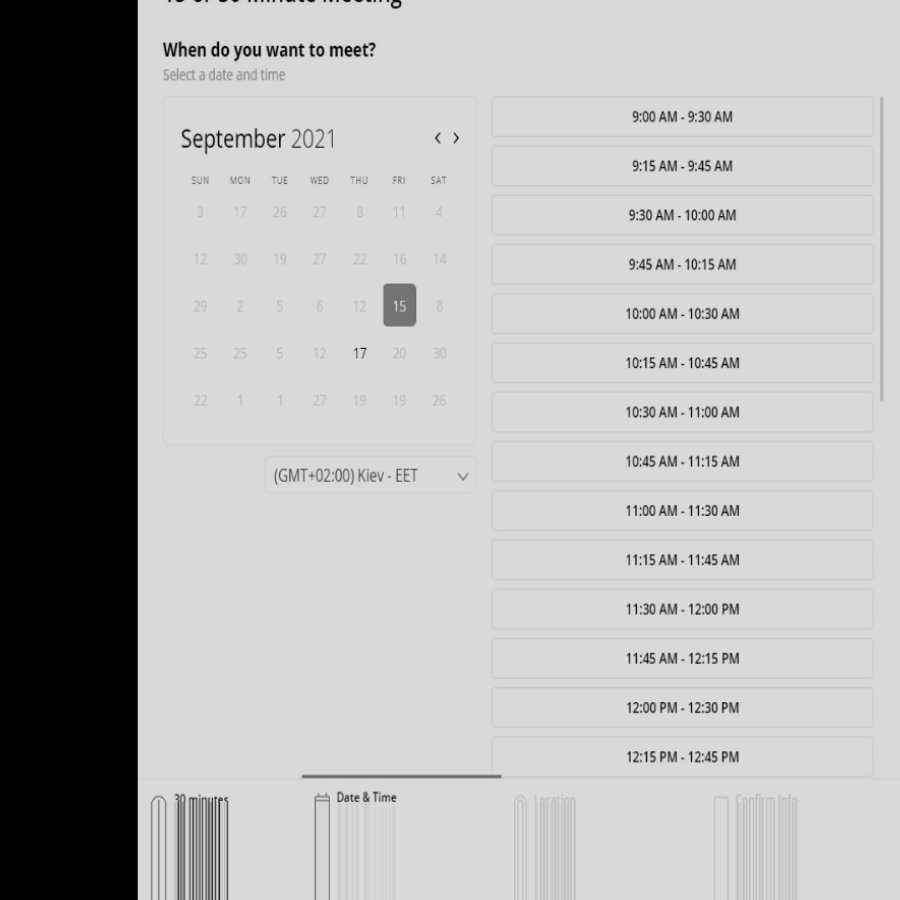 When do you want to meet?
Select a date and time
September 2021
SUN MON TUE WED THU FRI SAT
3 17 26 27 8 11 4
12 30 19 27 22 16 14
29 2 5 6 12 15 8
25 25 5 12 17 20 30
22 1 1 27 19 19 26
(GMT+02:00) Kiev - EET
9:00 AM - 9:30 AM
9:15 AM - 9:45 AM
9:30 AM - 10:00 AM
9:45 AM - 10:15 AM
10:00 AM - 10:30 AM
10:15 AM - 10:45 AM
10:30 AM - 11:00 AM
10:45 AM - 11:15 AM
11:00 AM - 11:30 AM
11:15 AM - 11:45 AM
11:30 AM - 12:00 PM
11:45 AM - 12:15 PM
12:00 PM - 12:30 PM
12:15 PM - 12:45 PM
30 minutes
Date & Time
Location
Confirm Info